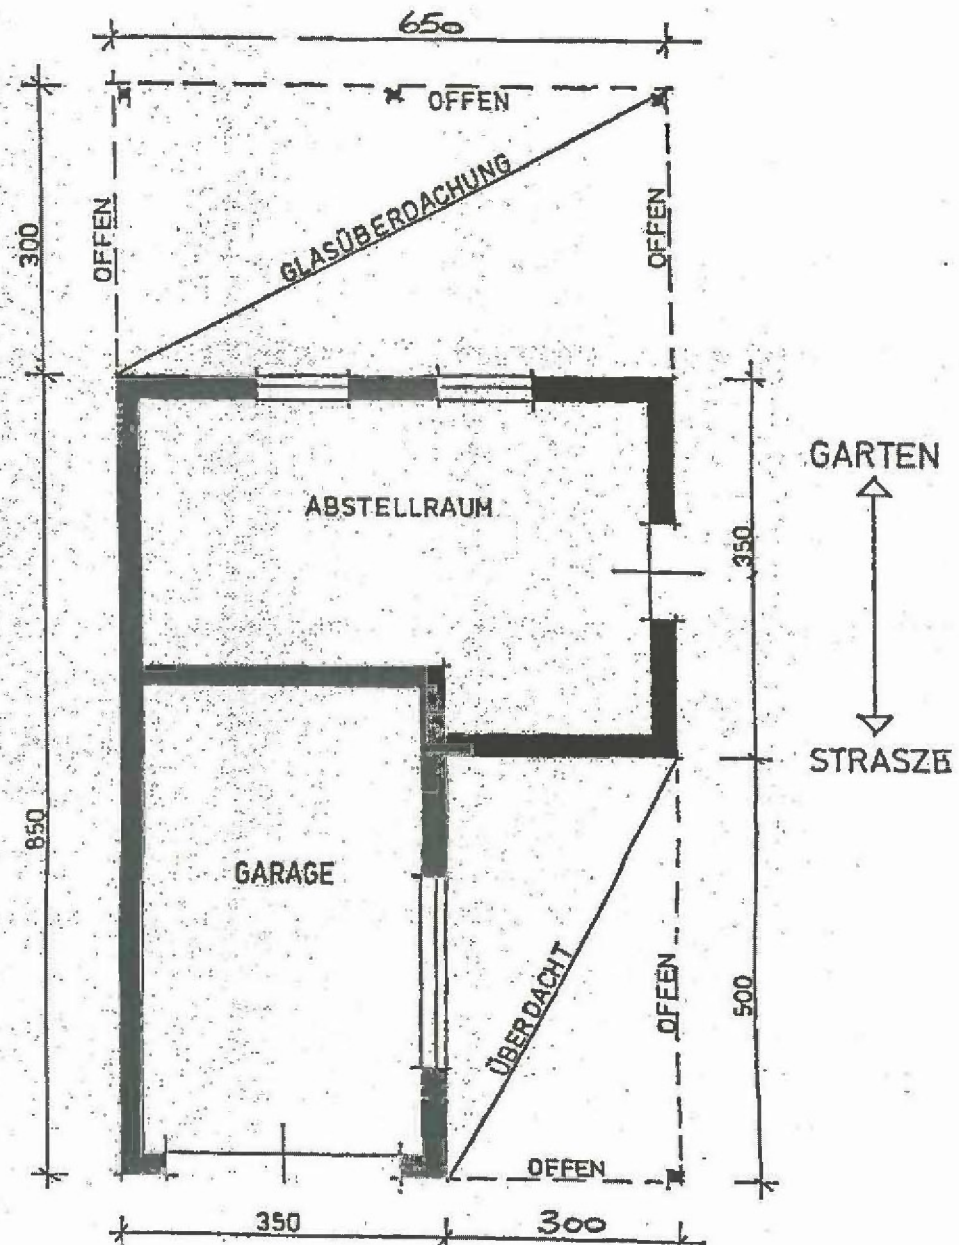 650
OFFEN
GLASÜBERDACHUNG
OFFEN
OFFEN
300
ABSTELLRAUM
GARTEN
350
STRASZE
850
GARAGE
ÜBERDACHT
OFFEN
500
OFFEN
350
300